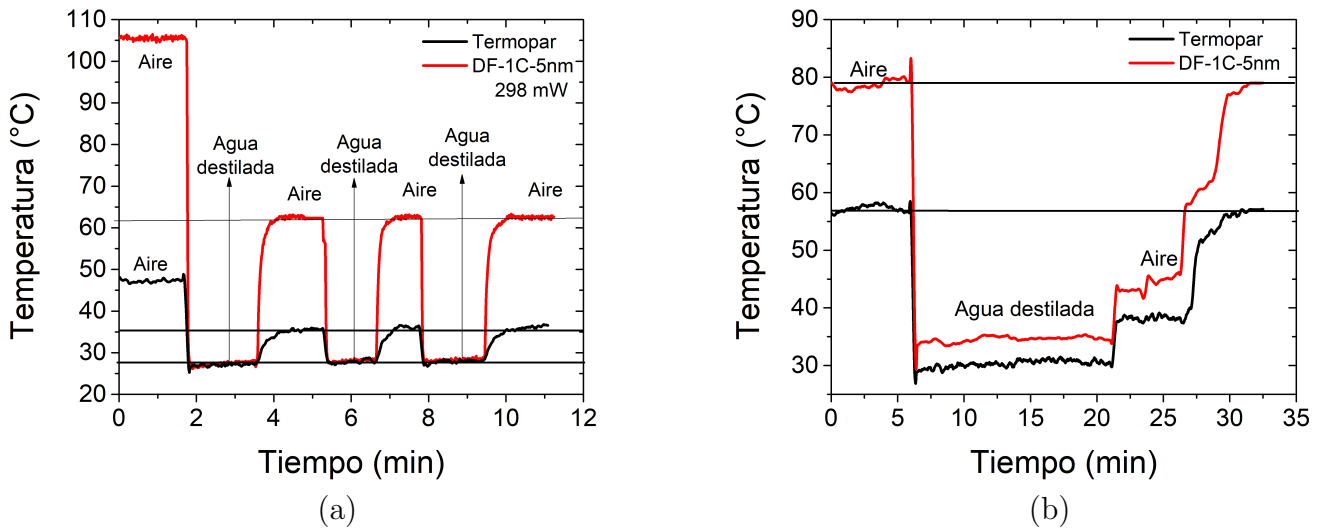 110
100
90
80
70
60
50
40
30
20
Temperatura (°C)
Termopar
DF-1C-5nm
298 mW
Aire
Agua
destilada
Agua
destilada
Agua
destilada
Aire
Aire
Aire
Aire
0
2
4
6
8
10
12
Tiempo (min)
(a)
90
80
70
60
50
40
30
Temperatura (°C)
Termopar
DF-1C-5nm
Aire
Aire
Agua destilada
0
5
10
15
20
25
30
35
Tiempo (min)
(b)